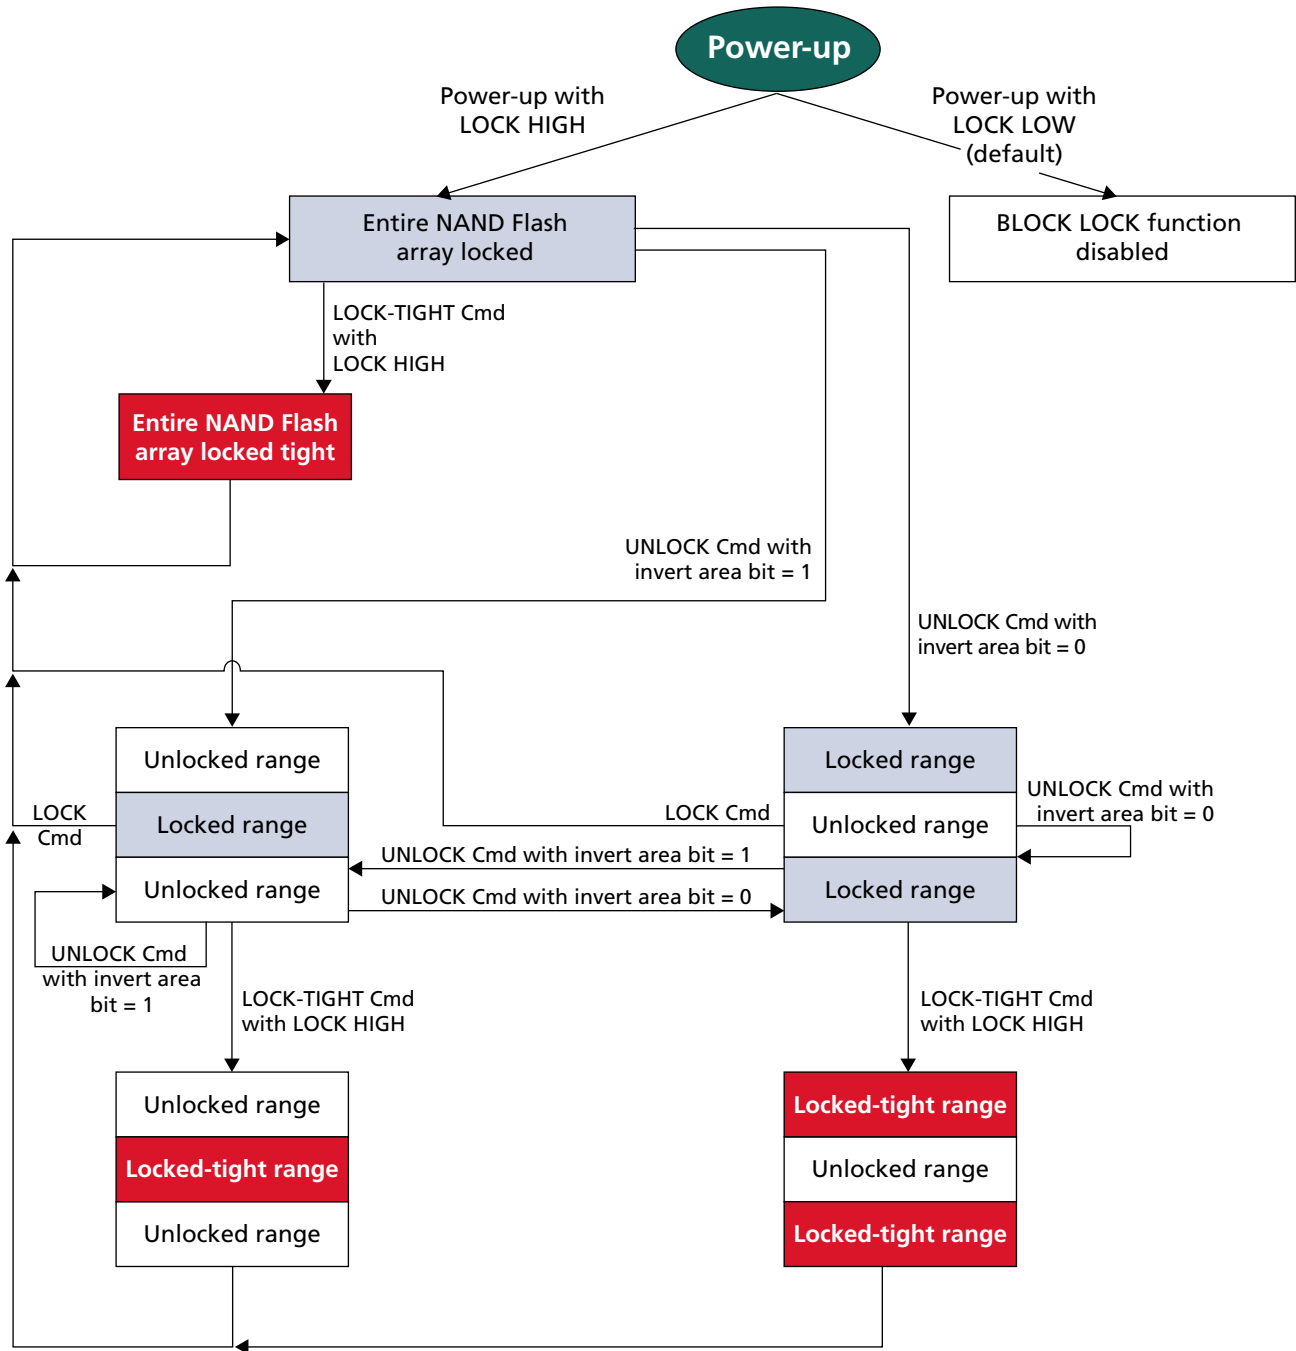 Power-up
Power-up with
LOCK HIGH
Power-up with
LOCK LOW
(default)
Entire NAND Flash
array locked
BLOCK LOCK function
disabled
LOCK-TIGHT Cmd
with
LOCK HIGH
Entire NAND Flash
array locked tight
UNLOCK Cmd with
invert area bit = 1
UNLOCK Cmd with
invert area bit = 0
Unlocked range
Locked range
Unlocked range
LOCK
Cmd
LOCK Cmd
Locked range
Unlocked range
Locked range
UNLOCK Cmd with
invert area bit = 0
UNLOCK Cmd with invert area bit = 1
UNLOCK Cmd with invert area bit = 0
UNLOCK Cmd
with invert area
bit = 1
LOCK-TIGHT Cmd
with LOCK HIGH
LOCK-TIGHT Cmd
with LOCK HIGH
Unlocked range
Locked-tight range
Unlocked range
Locked-tight range
Unlocked range
Locked-tight range